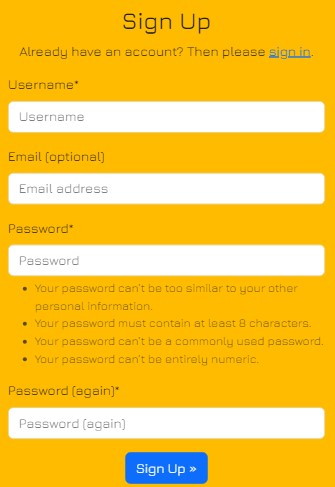 Sign Up
Already have an account? Then please sign in.
Username*
Username
Email (optional)
Email address
Password*
Password
• Your password can't be too similar to your other
personal information.
• Your password must contain at least 8 characters.
• Your password can't be a commonly used password.
• Your password can't be entirely numeric.
Password (again)*
Password (again)
Sign Up »